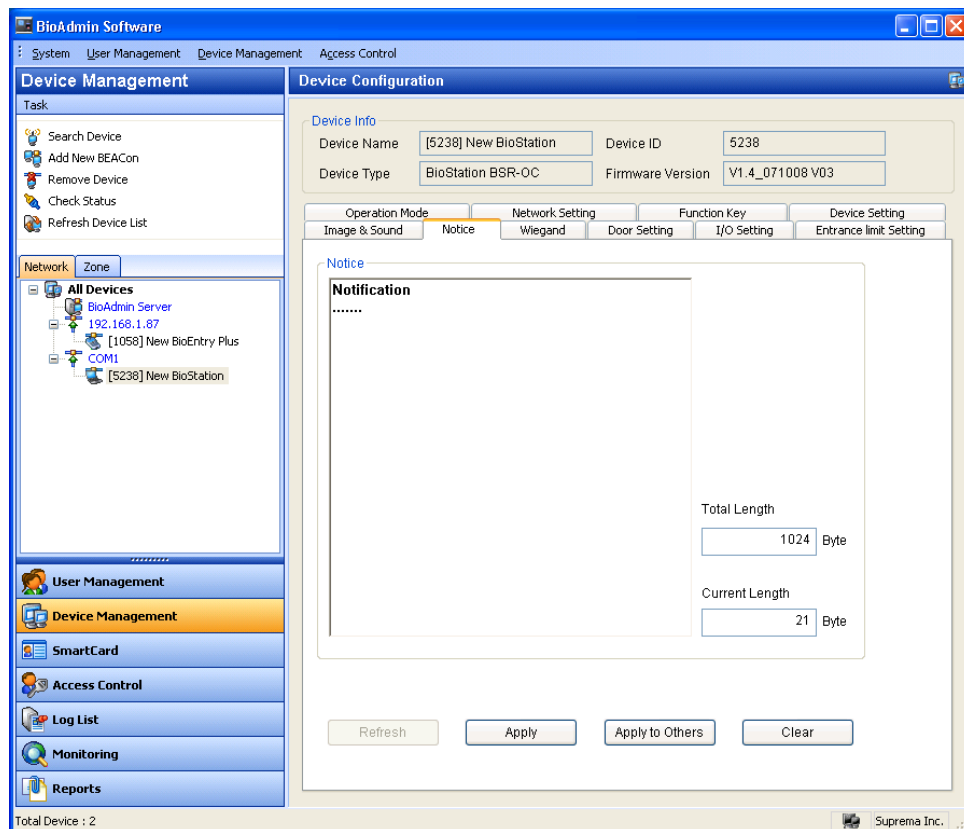 BioAdmin Software
System User Management Device Management Access Control
Device Management
Task
Search Device
Add New BEACon
Remove Device
Check Status
Refresh Device List
Network Zone
All Devices
BioAdmin Server
192.168.1.87
[1058] New BioEntry Plus
COM1
[5238] New BioStation
User Management
Device Management
SmartCard
Access Control
Log List
Monitoring
Reports
Device Configuration
Device Info
Device Name [5238] New BioStation Device ID 5238
Device Type BioStation BSR-OC Firmware Version V1.4_071008 V03
Operation Mode Network Setting Function Key Device Setting
Image & Sound Notice Wiegand Door Setting I/O Setting Entrance limit Setting
Notice
Notification
.......
Total Length
1024 Byte
Current Length
21 Byte
Refresh Apply Apply to Others Clear
Total Device : 2 Suprema Inc.